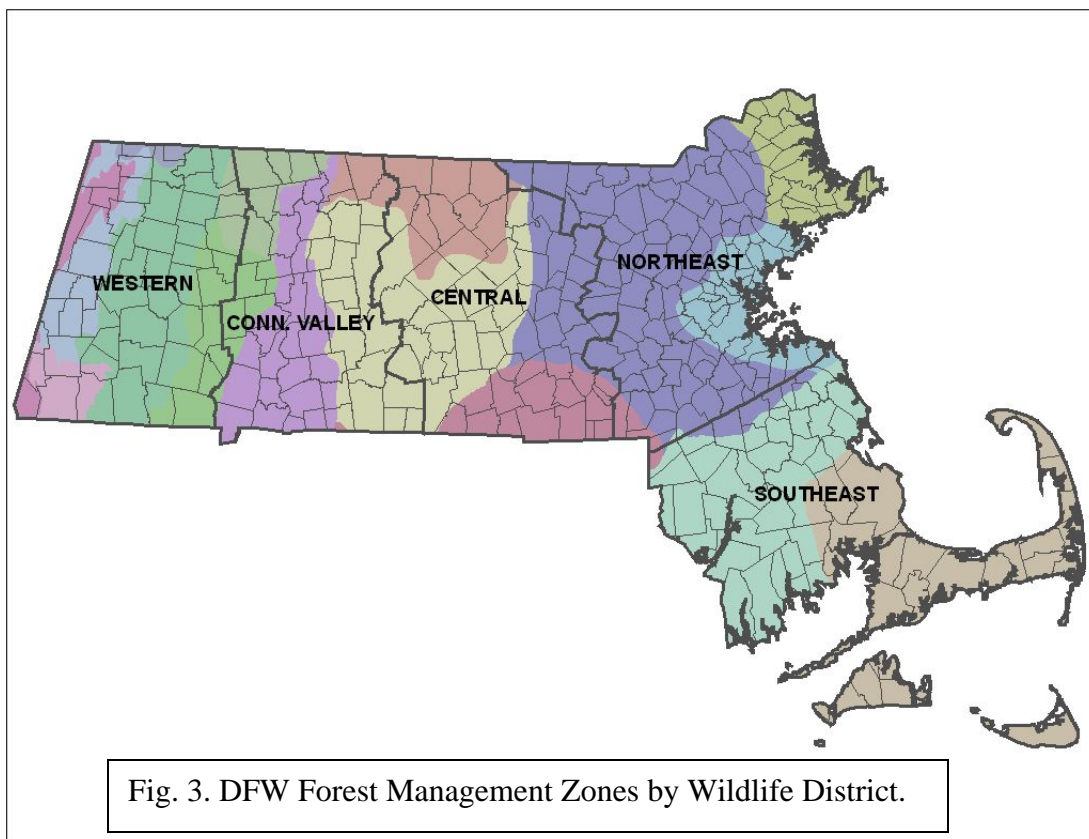 NORTHEAST
WESTERN
CENTRAL
CONN. VALLEY
SOUTHEAST
Fig. 3. DFW Forest Management Zones by Wildlife District.